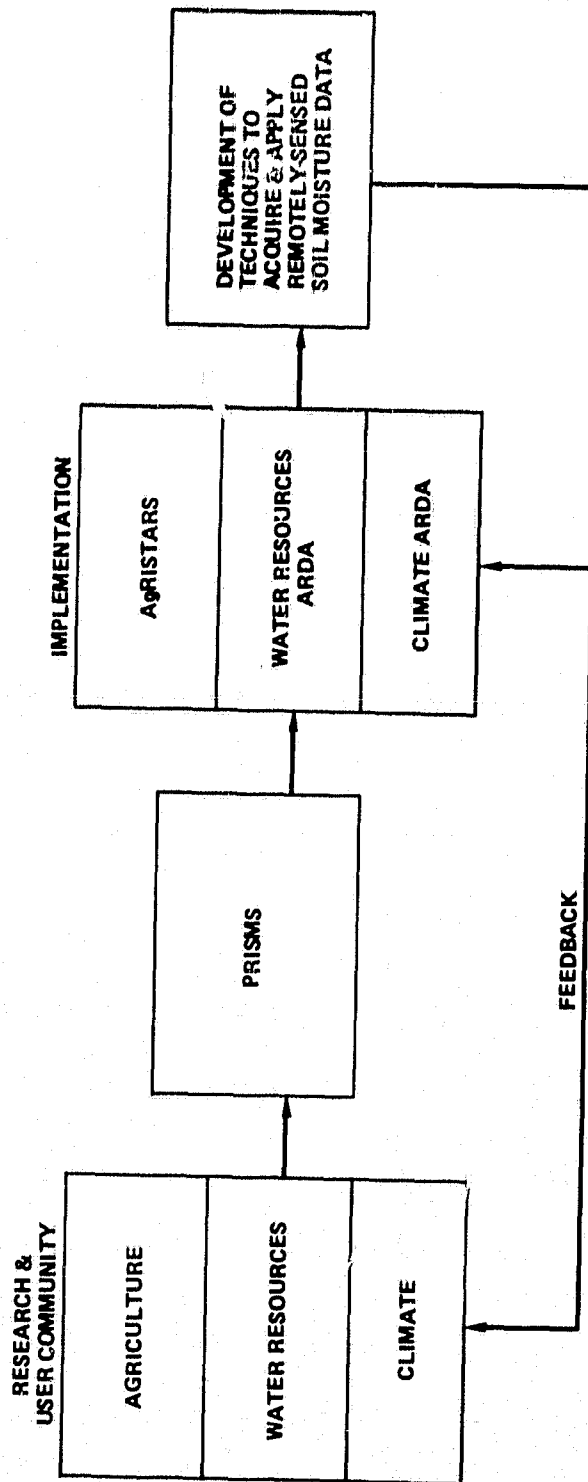 RESEARCH &
USER COMMUNITY
AGRICULTURE
WATER RESOURCES
CLIMATE
PRISMS
IMPLEMENTATION
AgRISTARS
WATER RESOURCES
ARDA
CLIMATE ARDA
DEVELOPMENT OF
TECHNIQUES TO
ACQUIRE & APPLY
REMOTELY-SENSED
SOIL MOISTURE DATA
FEEDBACK